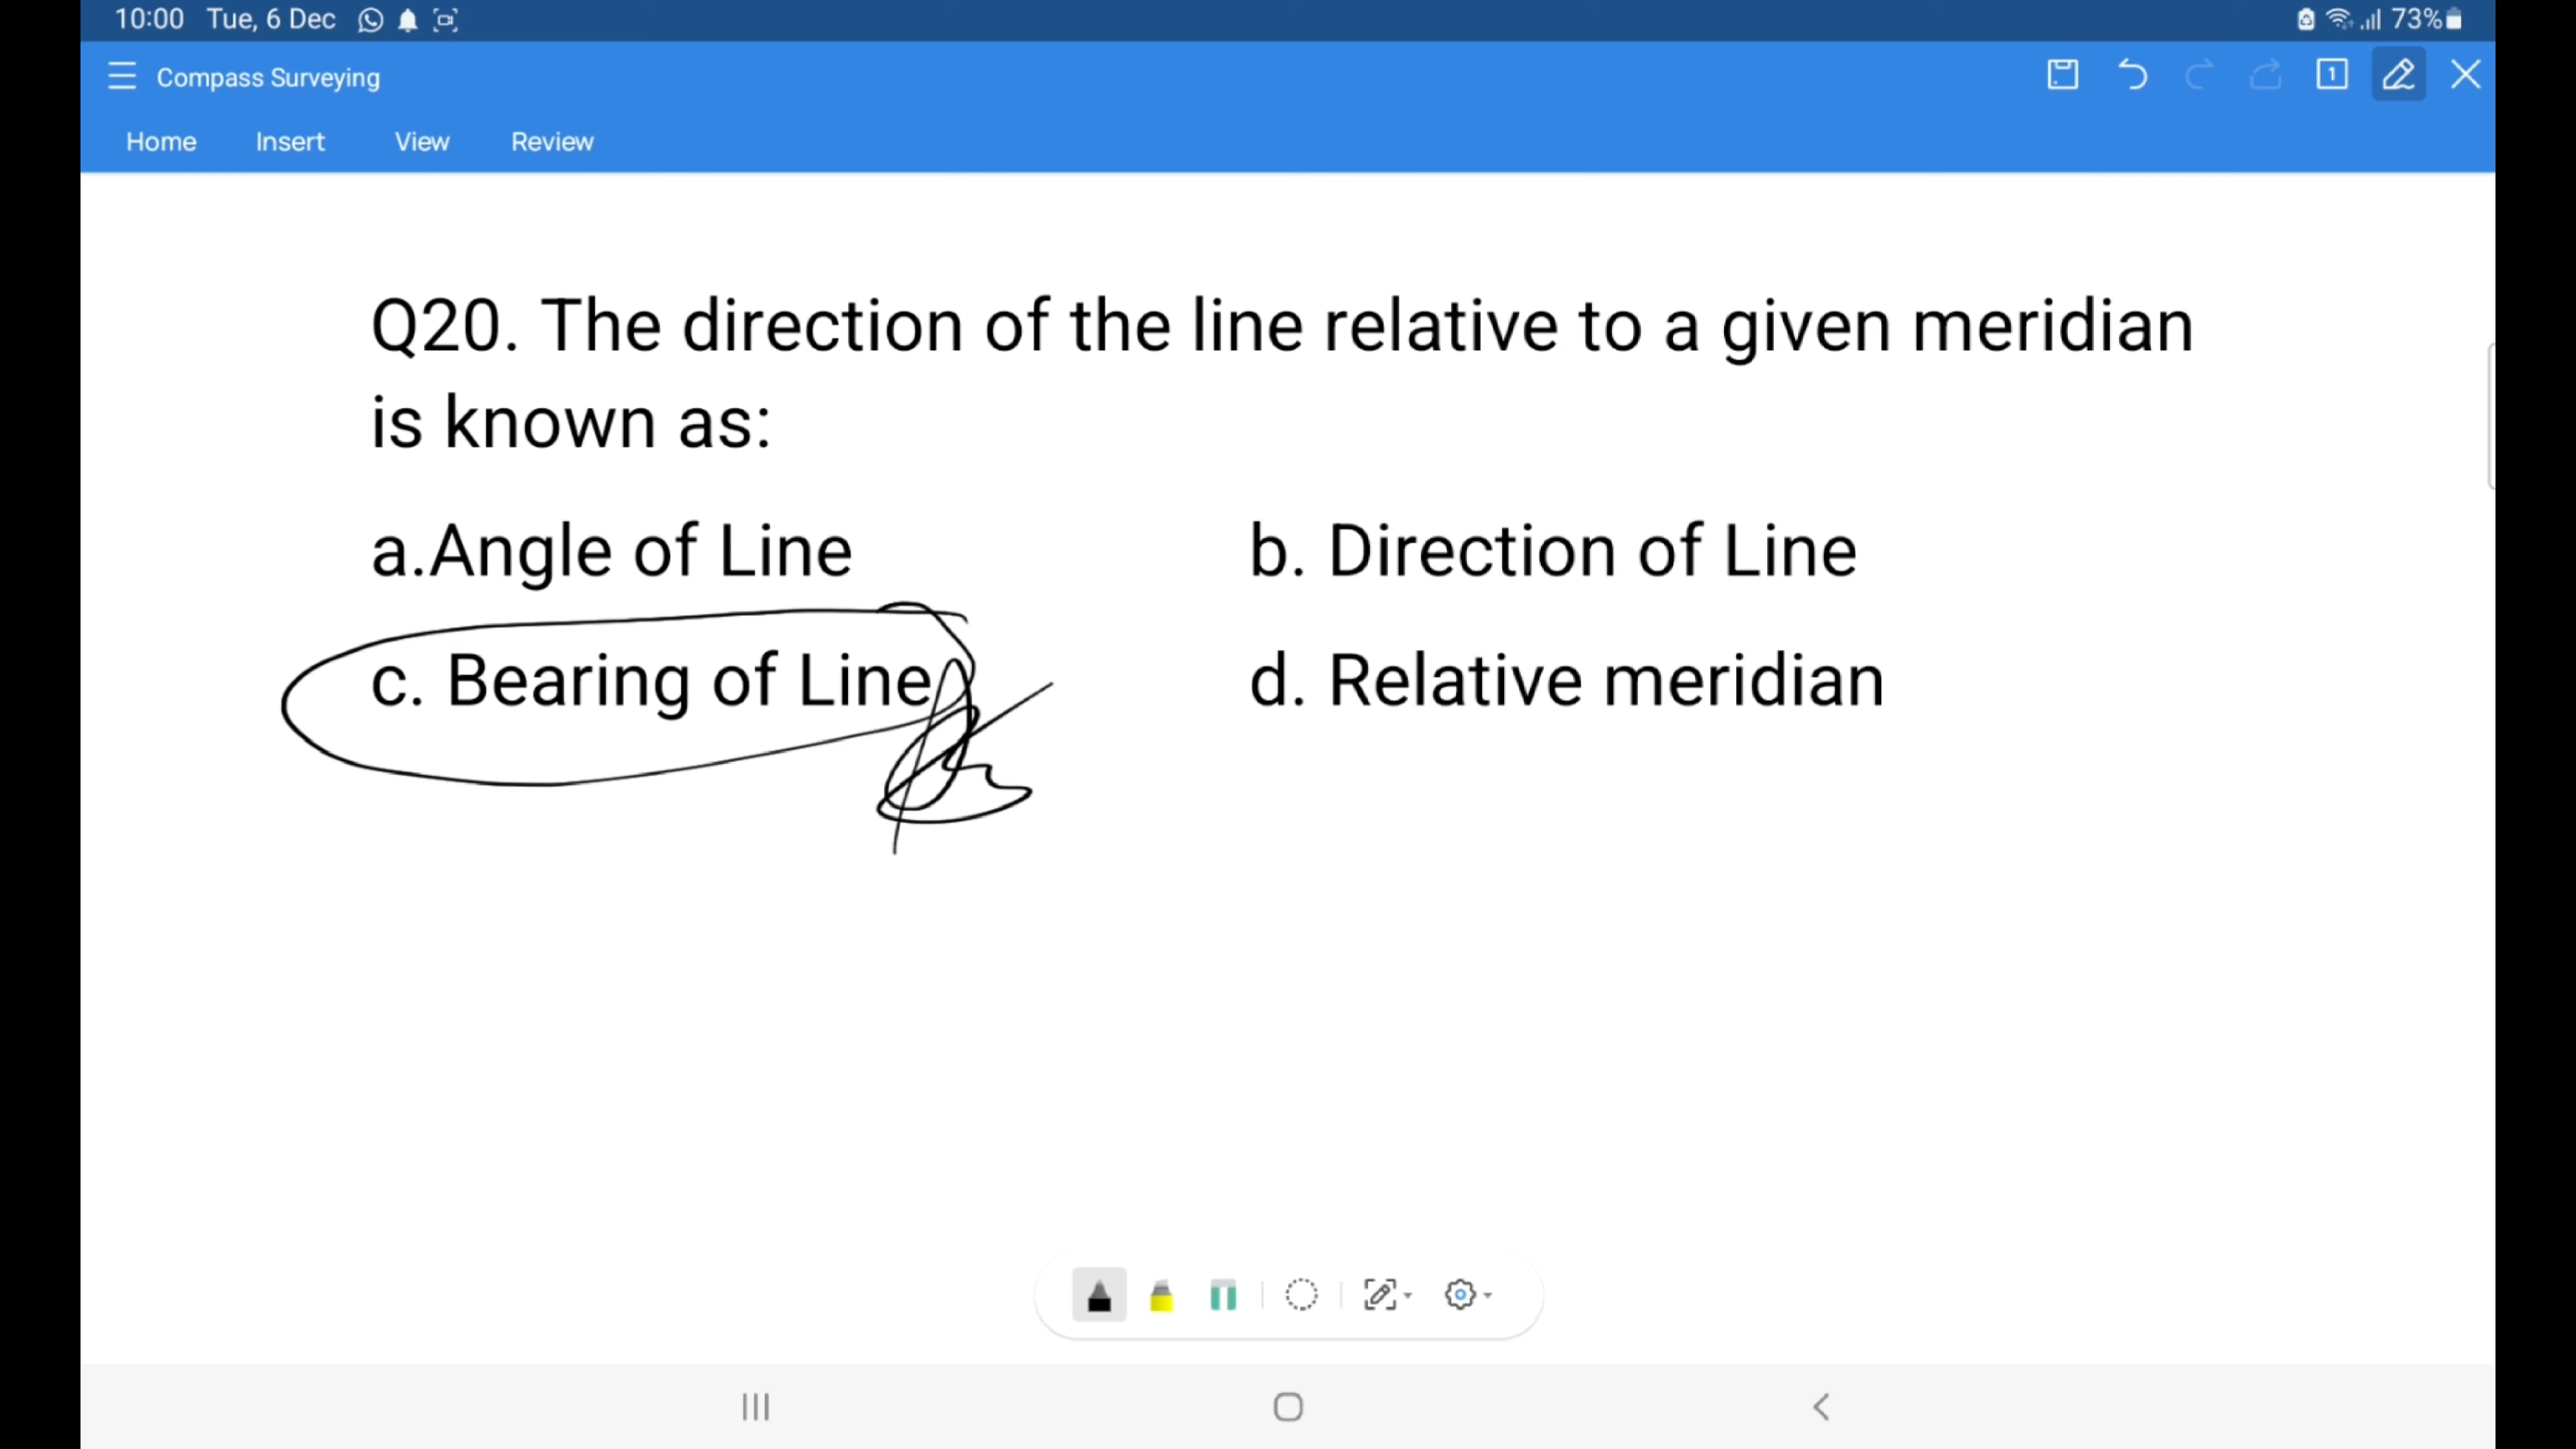 10:00 Tue, 6 Dec 73%
Compass Surveying
1
Home Insert View Review
Q20. The direction of the line relative to a given meridian
is known as:
a.Angle of Line b. Direction of Line
c. Bearing of Line d. Relative meridian